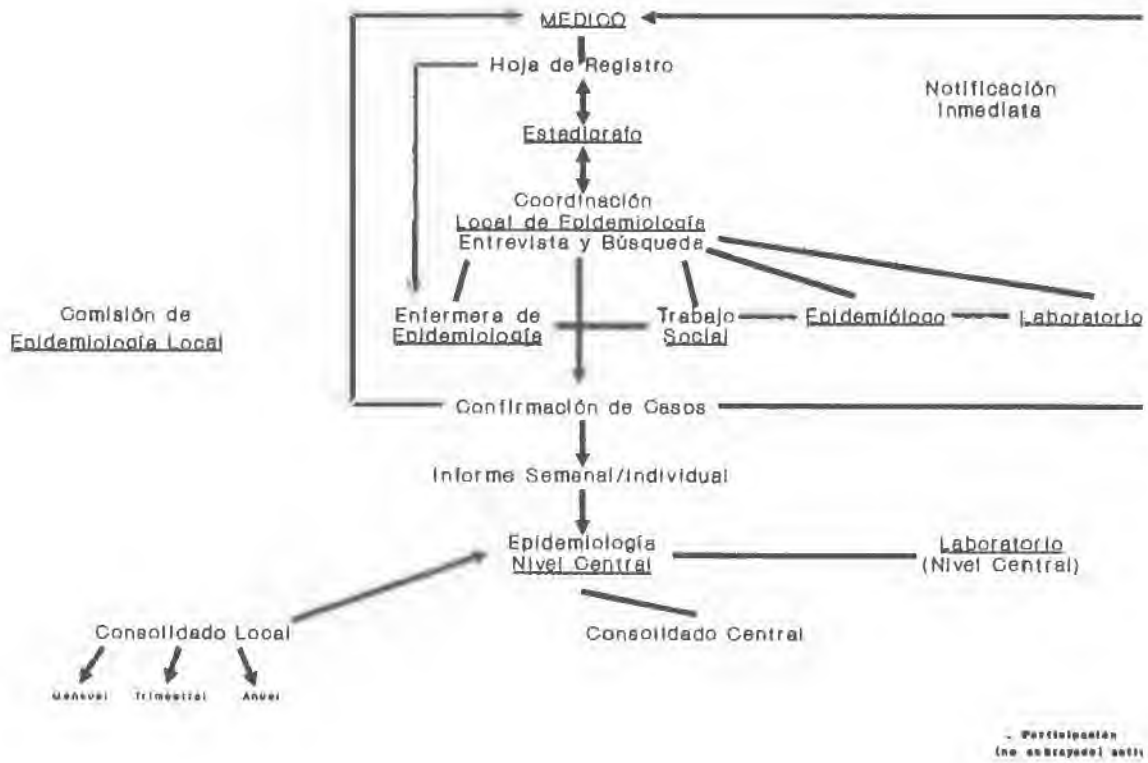 MEDICO
Hoja de Registro
Notificación
Inmediata
Estadígrafo
Coordinación
Local de Epidemiología
Entrevista y Búsqueda
Comisión de
Epidemiología Local
Enfermera de
Epidemiología
Trabajo
Social
Epidemiólogo
Laboratorio
Confirmación de Casos
Informe Semanal/Individual
Epidemiología
Nivel Central
Laboratorio
(Nivel Central)
Consolidado Local
Consolidado Central
Mensual Trimestral Anual
. Participación
(no subrayado)